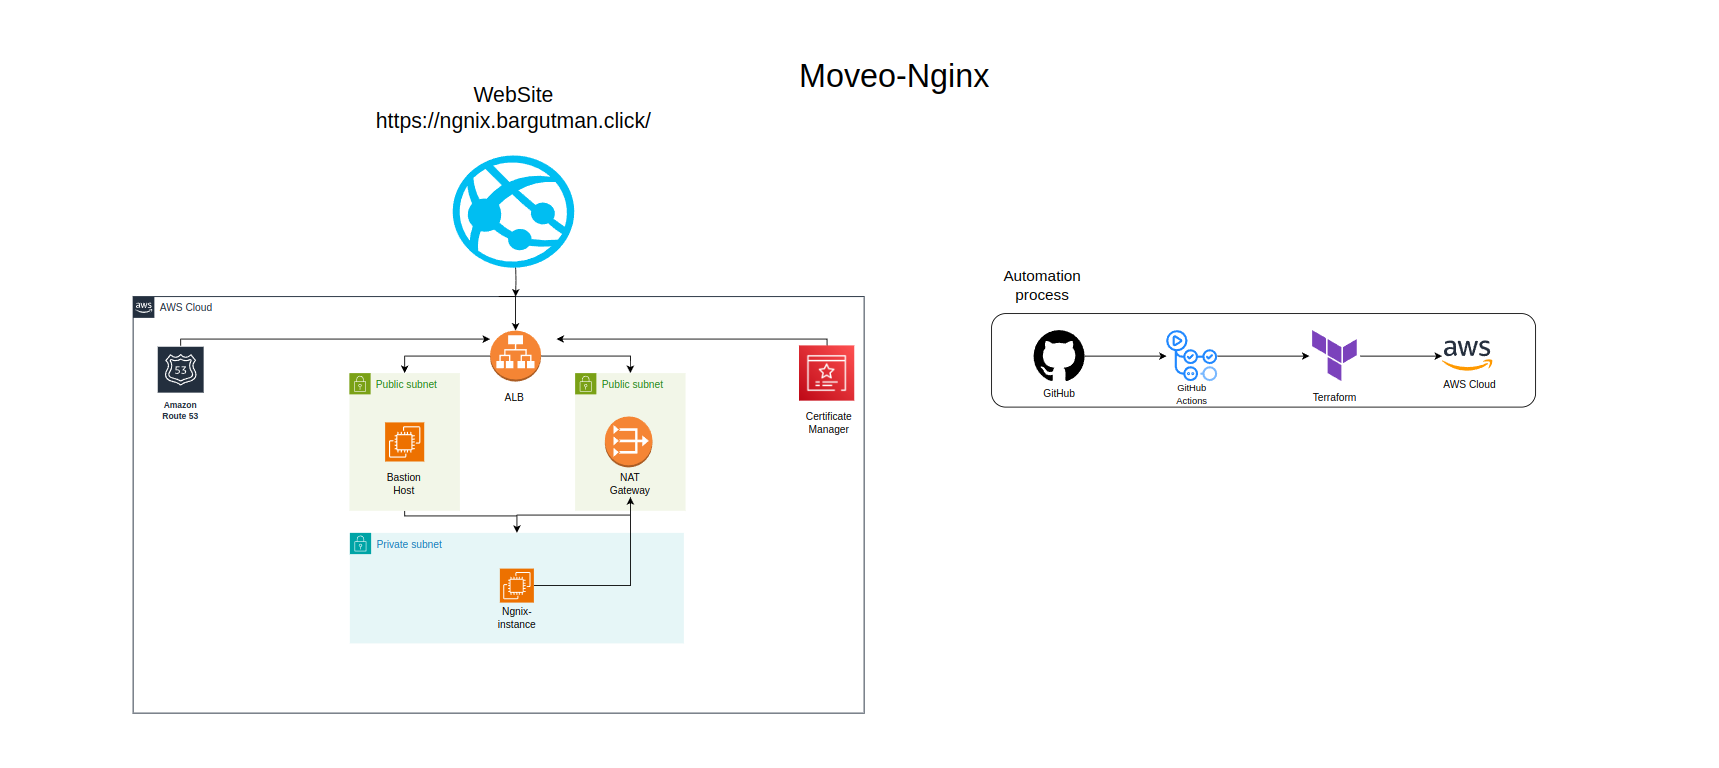 Moveo-Nginx
WebSite
https://ngnix.bargutman.click/
aws
AWS Cloud
53
Amazon
Route 53
Public subnet
Bastion
Host
ALB
Public subnet
NAT
Gateway
Certificate
Manager
Private subnet
Ngnix-
instance
Automation
process
GitHub
GitHub
Actions
Terraform
aws
AWS Cloud